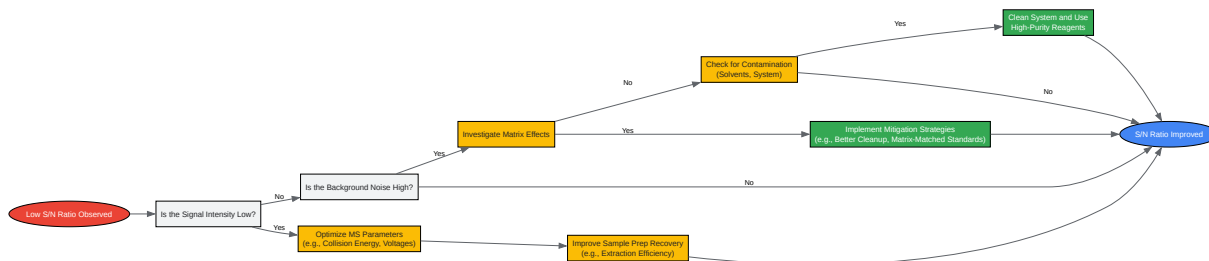 Low S/N Ratio Observed
Is the Signal Intensity Low?
No
Yes
Is the Background Noise High?
Optimize MS Parameters
(e.g., Collision Energy, Voltages)
Yes
No
Investigate Matrix Effects
Improve Sample Prep Recovery
(e.g., Extraction Efficiency)
No
Yes
Check for Contamination
(Solvents, System)
Implement Mitigation Strategies
(e.g., Better Cleanup, Matrix-Matched Standards)
Yes
No
Clean System and Use
High-Purity Reagents
S/N Ratio Improved